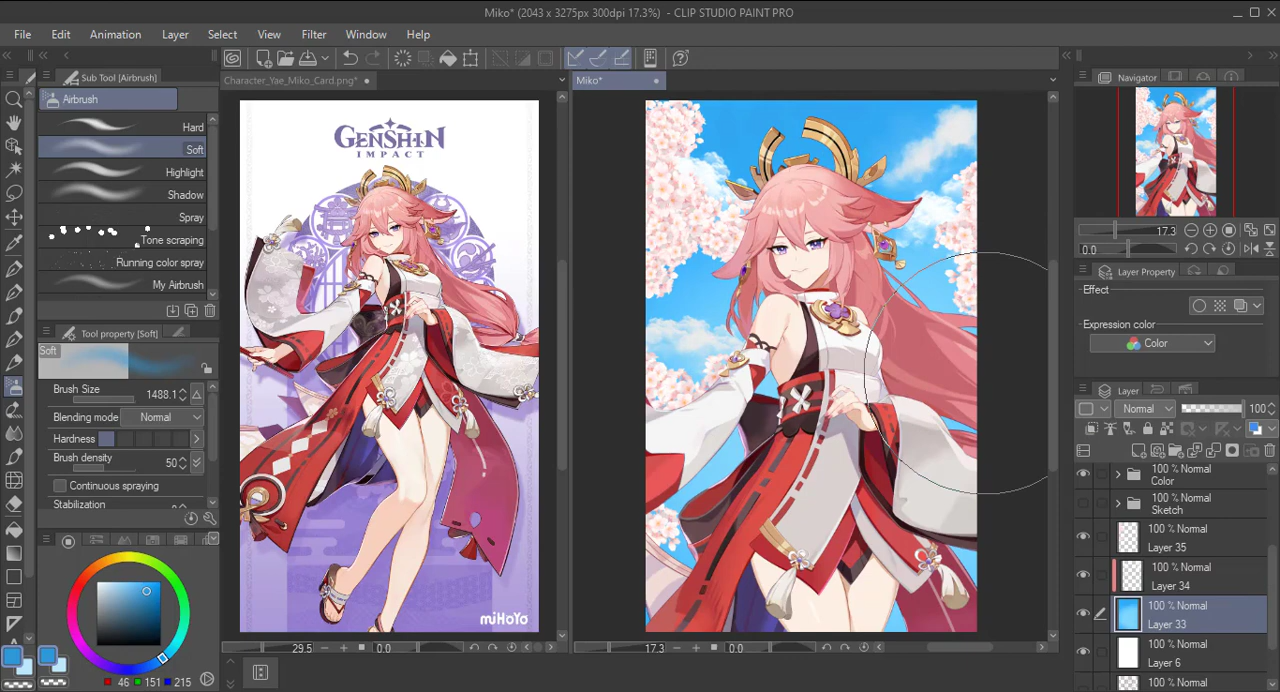 Miko* (2043 x 3275px 300dpi 17.3%) - CLIP STUDIO PAINT PRO
File Edit Animation Layer Select View Filter Window Help
Sub Tool [Airbrush]
Airbrush
Hard
Soft
Highlight
Shadow
Spray
Tone scraping
Running color spray
My Airbrush
Tool property [Soft]
Soft
Brush Size 1488.1
Blending mode Normal
Hardness
Brush density 50
Continuous spraying
Stabilization
46 151 215
Character_Yae_Miko_Card.png*
GENSHIN
IMPACT
miHoYo
29.5 0.0
Miko*
17.3 0.0
Navigator
17.3
0.0
Layer Property
Effect
Expression color
Color
Layer
Normal 100
100 % Normal
Color
100 % Normal
Sketch
100 % Normal
Layer 35
100 % Normal
Layer 34
100 % Normal
Layer 33
100 % Normal
Layer 6
100 % Normal